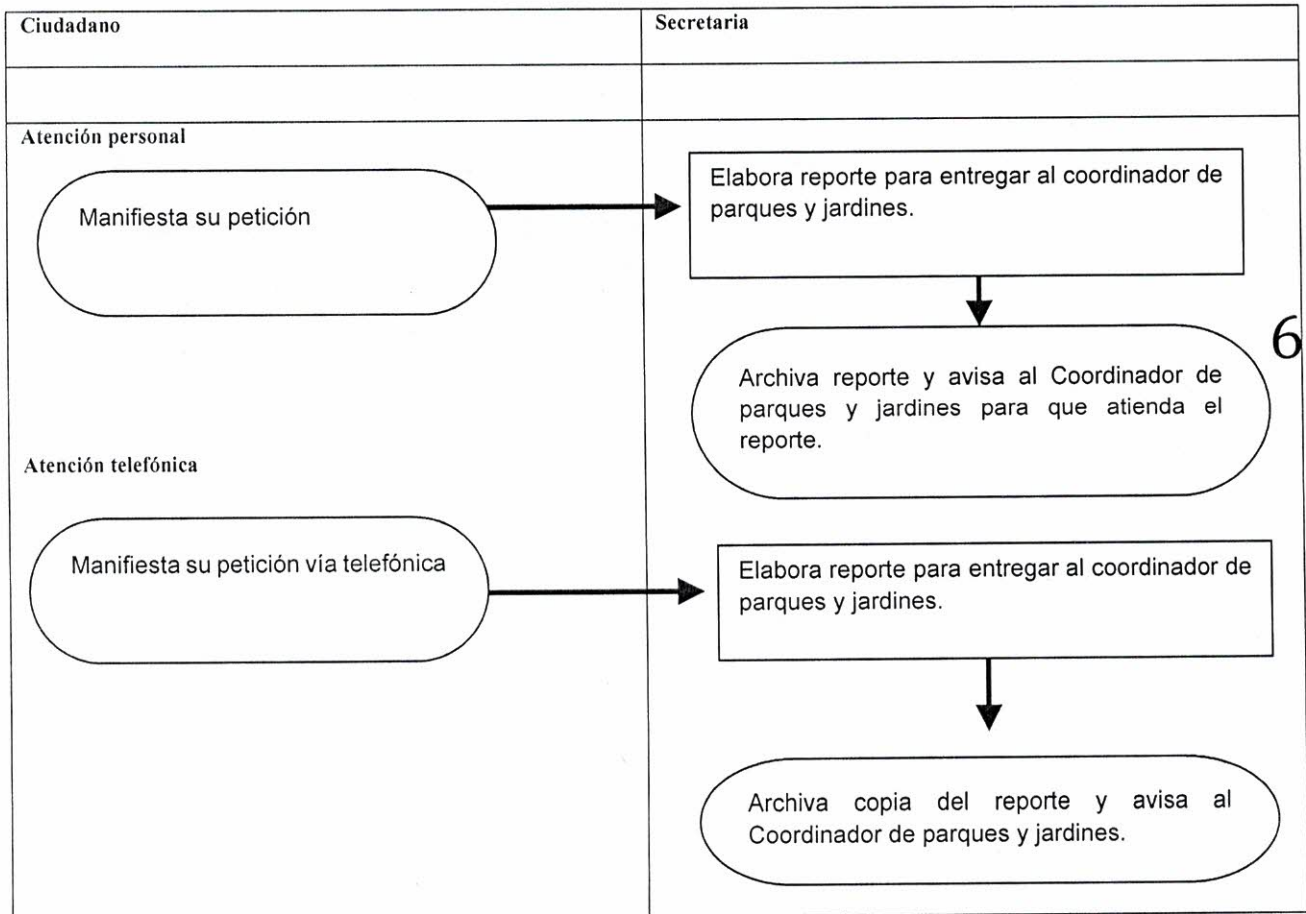 Ciudadano
Secretaria
Atención personal
Manifiesta su petición
Elabora reporte para entregar al coordinador de
parques y jardines.
6
Archiva reporte y avisa al Coordinador de
parques y jardines para que atienda el
reporte.
Atención telefónica
Manifiesta su petición vía telefónica
Elabora reporte para entregar al coordinador de
parques y jardines.
Archiva copia del reporte y avisa al
Coordinador de parques y jardines.